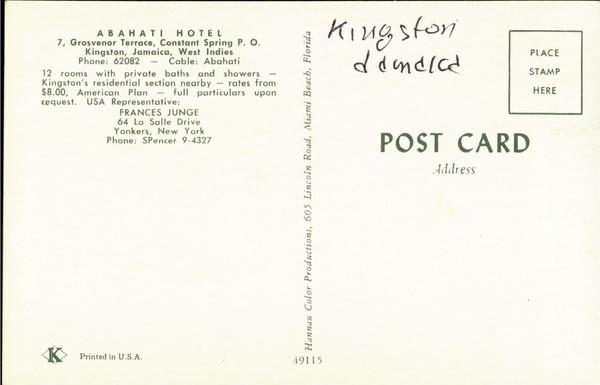 ABAHATI HOTEL
7, Grosvenor Terrace, Constant Spring P. O.
Kingston, Jamaica, West Indies
Phone: 62082 — Cable: Abahati
12 rooms with private baths and showers —
Kingston's residential section nearby — rates from
$8.00, American Plan — full particulars upon
request. USA Representative:
FRANCES JUNGE
64 La Salle Drive
Yonkers, New York
Phone: SPencer 9-4327
K
Printed in U.S.A.
Hannau Color Productions, 605 Lincoln Road, Miami Beach, Florida
49115
Kingston
PLACE
STAMP
HERE
POST CARD
Address